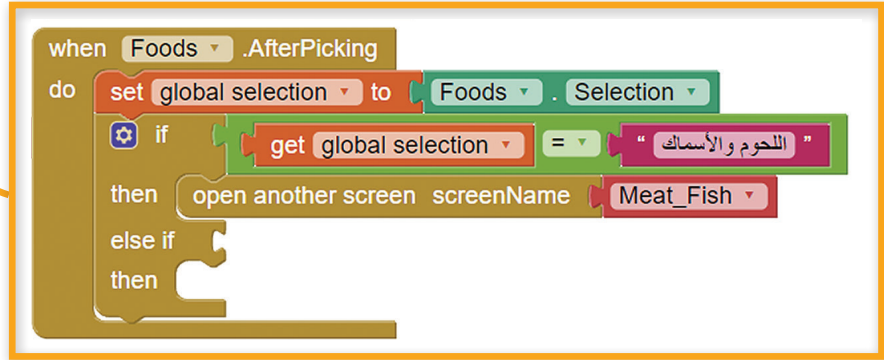 when Foods .AfterPicking
do set global selection to Foods . Selection
if get global selection = " اللحوم والأسماك "
then open another screen screenName Meat_Fish
else if
then